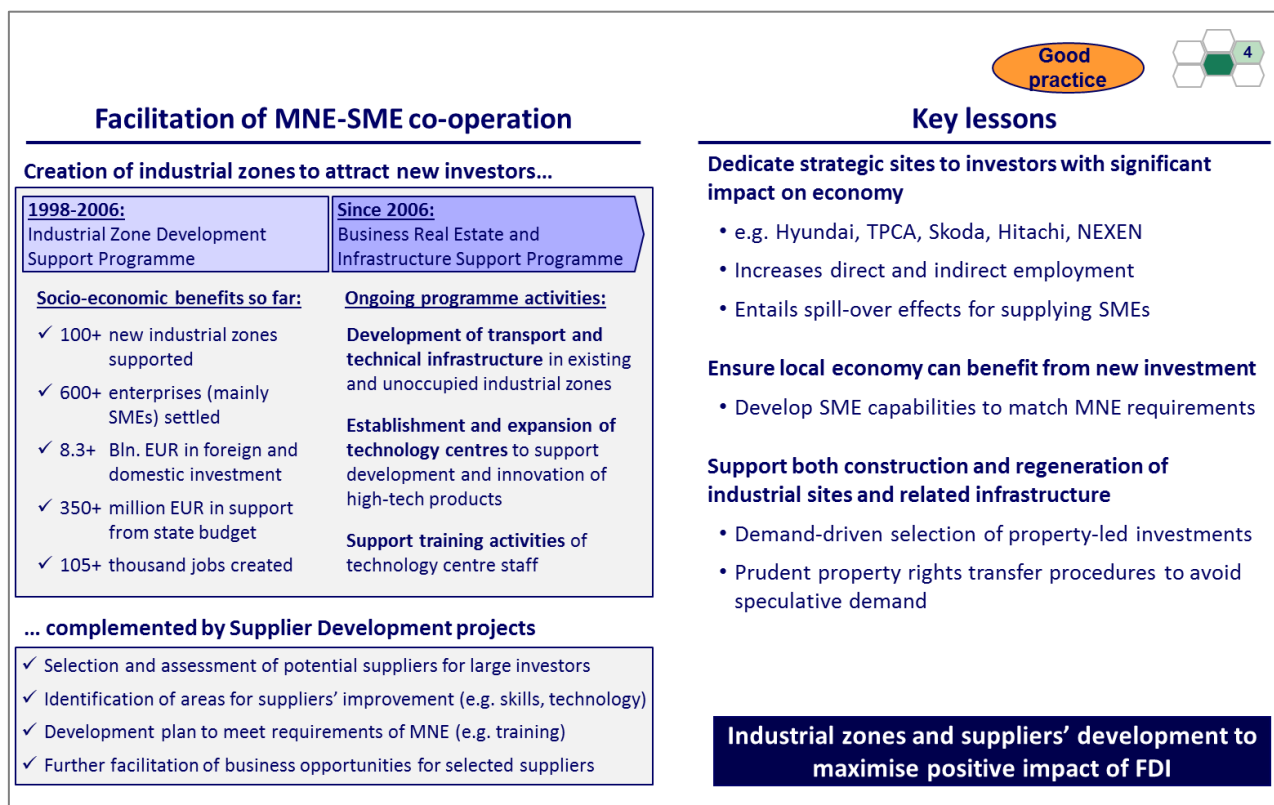 Good
practice
4
Facilitation of MNE-SME co-operation
Creation of industrial zones to attract new investors…
1998-2006:
Industrial Zone Development
Support Programme
Since 2006:
Business Real Estate and
Infrastructure Support Programme
Socio-economic benefits so far:
✓ 100+ new industrial zones
supported
✓ 600+ enterprises (mainly
SMEs) settled
✓ 8.3+ Bln. EUR in foreign and
domestic investment
✓ 350+ million EUR in support
from state budget
✓ 105+ thousand jobs created
Ongoing programme activities:
Development of transport and
technical infrastructure in existing
and unoccupied industrial zones
Establishment and expansion of
technology centres to support
development and innovation of
high-tech products
Support training activities of
technology centre staff
… complemented by Supplier Development projects
✓ Selection and assessment of potential suppliers for large investors
✓ Identification of areas for suppliers’ improvement (e.g. skills, technology)
✓ Development plan to meet requirements of MNE (e.g. training)
✓ Further facilitation of business opportunities for selected suppliers
Key lessons
Dedicate strategic sites to investors with significant
impact on economy
• e.g. Hyundai, TPCA, Skoda, Hitachi, NEXEN
• Increases direct and indirect employment
• Entails spill-over effects for supplying SMEs
Ensure local economy can benefit from new investment
• Develop SME capabilities to match MNE requirements
Support both construction and regeneration of
industrial sites and related infrastructure
• Demand-driven selection of property-led investments
• Prudent property rights transfer procedures to avoid
speculative demand
Industrial zones and suppliers’ development to
maximise positive impact of FDI